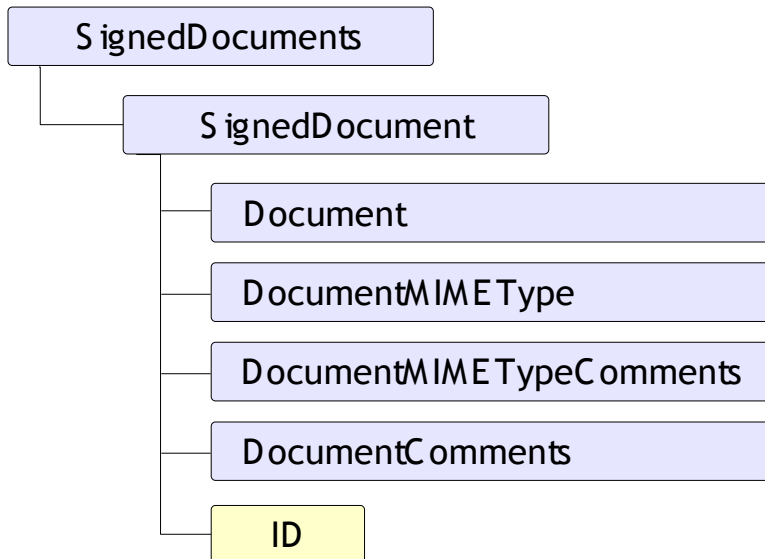 SignedDocuments
SignedDocument
Document
DocumentMIMEType
DocumentMIMETypeComments
DocumentComments
ID